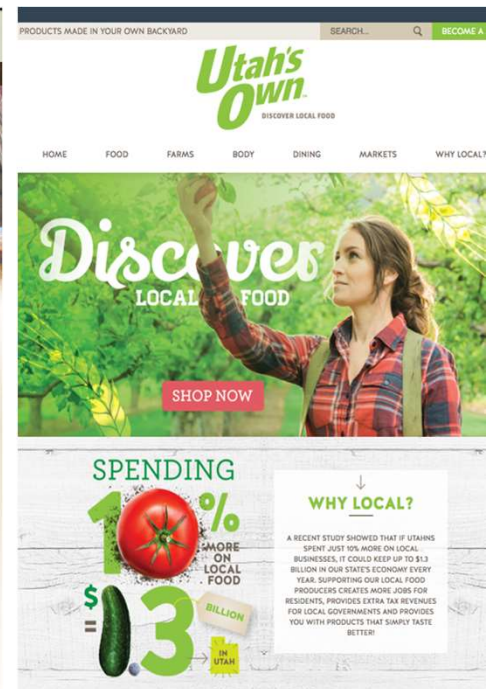 PRODUCTS MADE IN YOUR OWN BACKYARD
SEARCH...
BECOME A
Utah's
Own
DISCOVER LOCAL FOOD
HOME FOOD FARMS BODY DINING MARKETS WHY LOCAL?
Discover
LOCAL FOOD
SHOP NOW
SPENDING
10%
MORE
ON
LOCAL
FOOD
$
=
1.3
BILLION
IN
UTAH
WHY LOCAL?
A RECENT STUDY SHOWED THAT IF UTAHNS
SPENT JUST 10% MORE ON LOCAL
BUSINESSES, IT COULD KEEP UP TO $1.3
BILLION IN OUR STATE'S ECONOMY EVERY
YEAR. SUPPORTING OUR LOCAL FOOD
PRODUCERS CREATES MORE JOBS FOR
RESIDENTS, PROVIDES EXTRA TAX REVENUES
FOR LOCAL GOVERNMENTS AND PROVIDES
YOU WITH PRODUCTS THAT SIMPLY TASTE
BETTER!